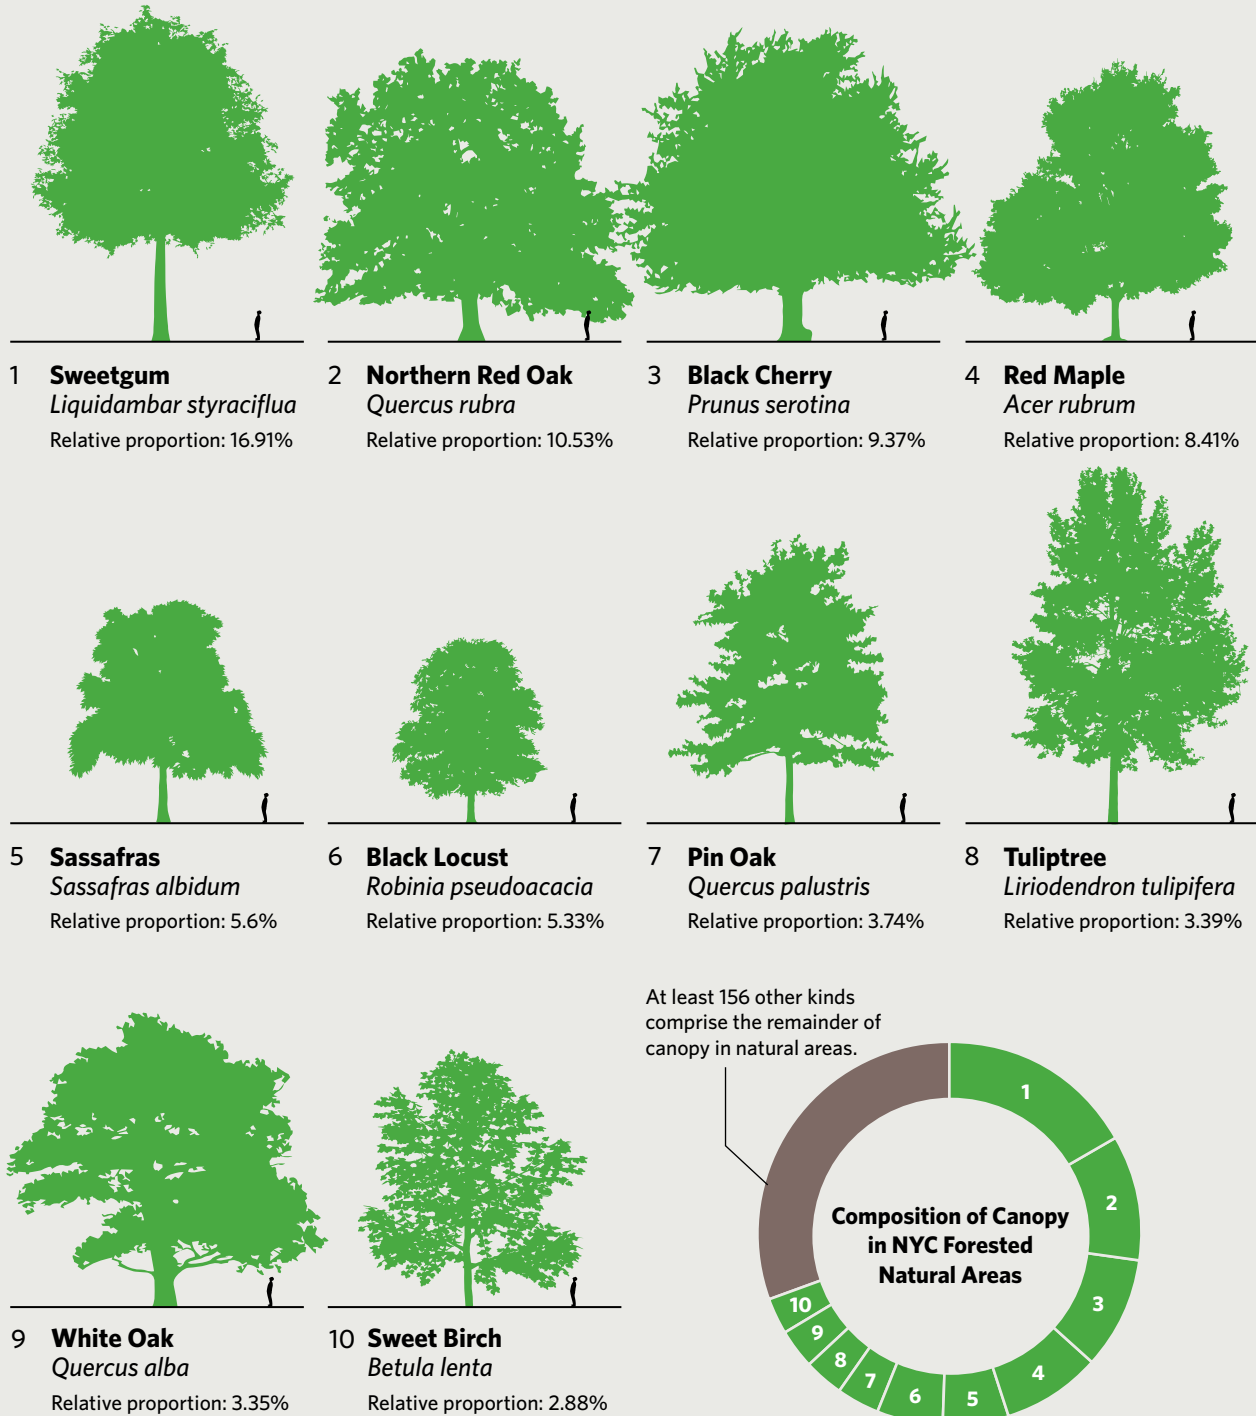 1 Sweetgum
Liquidambar styraciflua
Relative proportion: 16.91%
2 Northern Red Oak
Quercus rubra
Relative proportion: 10.53%
3 Black Cherry
Prunus serotina
Relative proportion: 9.37%
4 Red Maple
Acer rubrum
Relative proportion: 8.41%
5 Sassafras
Sassafras albidum
Relative proportion: 5.6%
6 Black Locust
Robinia pseudoacacia
Relative proportion: 5.33%
7 Pin Oak
Quercus palustris
Relative proportion: 3.74%
8 Tuliptree
Liriodendron tulipifera
Relative proportion: 3.39%
9 White Oak
Quercus alba
Relative proportion: 3.35%
10 Sweet Birch
Betula lenta
Relative proportion: 2.88%
At least 156 other kinds
comprise the remainder of
canopy in natural areas.
Composition of Canopy
in NYC Forested
Natural Areas
1
2
3
4
5
6
7
8
9
10